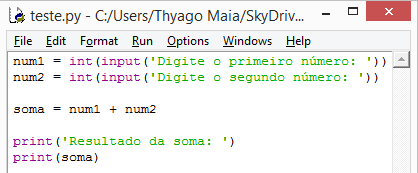 teste.py - C:/Users/Thyago Maia/SkyDriv...
File Edit Format Run Options Windows Help
num1 = int(input('Digite o primeiro número: '))
num2 = int(input('Digite o segundo número: '))
soma = num1 + num2
print('Resultado da soma: ')
print(soma)